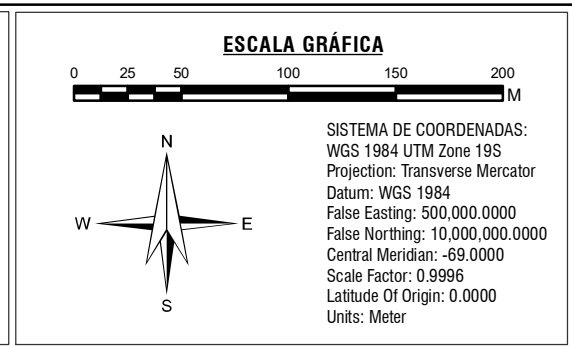 ESCALA GRÁFICA
0 25 50 100 150 200
M
N
W E
S
SISTEMA DE COORDENADAS:
WGS 1984 UTM Zone 19S
Projection: Transverse Mercator
Datum: WGS 1984
False Easting: 500,000.0000
False Northing: 10,000,000.0000
Central Meridian: -69.0000
Scale Factor: 0.9996
Latitude Of Origin: 0.0000
Units: Meter